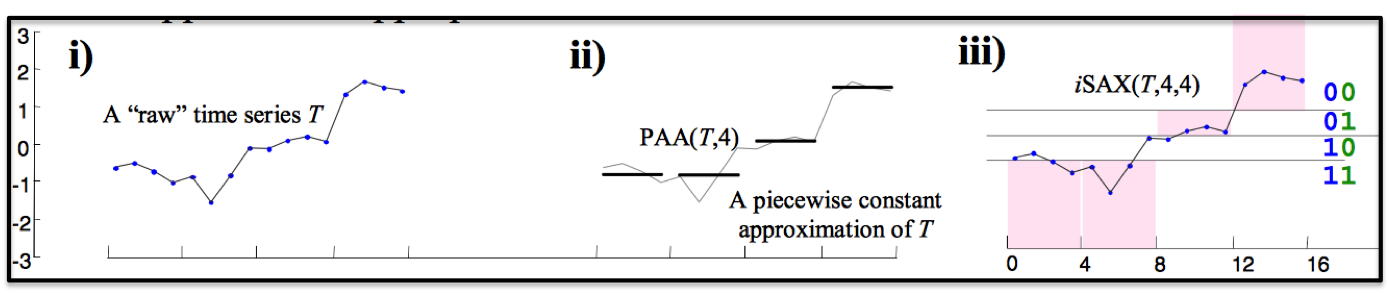 3
2
1
0
-1
-2
-3
i)
A “raw” time series T
ii)
PAA(T,4)
A piecewise constant
approximation of T
iii)
iSAX(T,4,4)
00
01
10
11
0 4 8 12 16